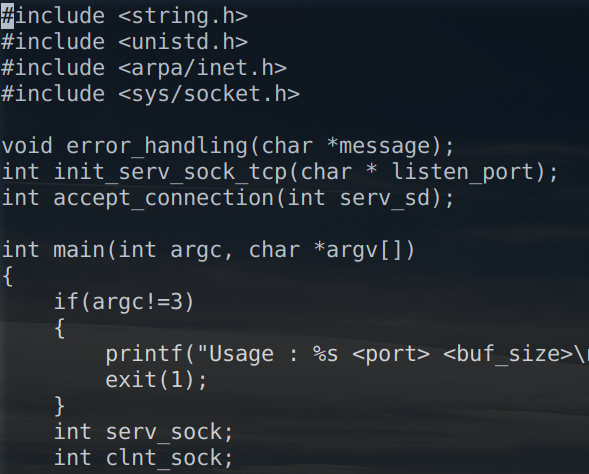 #include <string.h>
#include <unistd.h>
#include <arpa/inet.h>
#include <sys/socket.h>
void error_handling(char *message);
int init_serv_sock_tcp(char * listen_port);
int accept_connection(int serv_sd);
int main(int argc, char *argv[])
{
    if(argc!=3)
    {
        printf("Usage : %s <port> <buf_size>\
        exit(1);
    }
    int serv_sock;
    int clnt_sock;